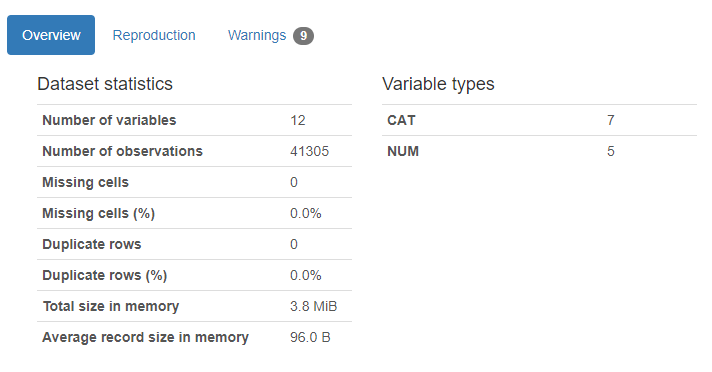 Overview Reproduction Warnings 9
Dataset statistics
Number of variables 12
Number of observations 41305
Missing cells 0
Missing cells (%) 0.0%
Duplicate rows 0
Duplicate rows (%) 0.0%
Total size in memory 3.8 MiB
Average record size in memory 96.0 B
Variable types
CAT 7
NUM 5